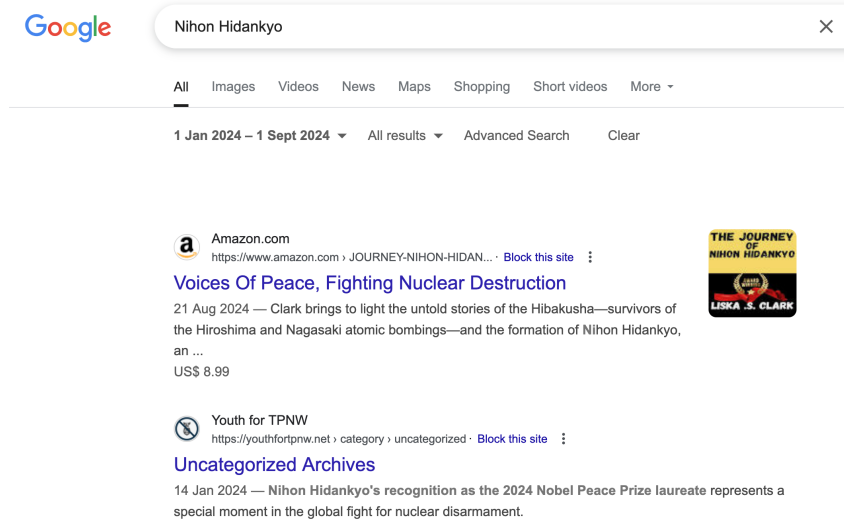 Google
Nihon Hidankyo
All Images Videos News Maps Shopping Short videos More
1 Jan 2024 – 1 Sept 2024 All results Advanced Search Clear
Amazon.com
https://www.amazon.com › JOURNEY-NIHON-HIDAN... · Block this site
Voices Of Peace, Fighting Nuclear Destruction
21 Aug 2024 — Clark brings to light the untold stories of the Hibakusha—survivors of
the Hiroshima and Nagasaki atomic bombings—and the formation of Nihon Hidankyo,
an ...
US$ 8.99
THE JOURNEY
OF
NIHON HIDANKYO
LISKA .S. CLARK
Youth for TPNW
https://youthfortpnw.net › category › uncategorized · Block this site
Uncategorized Archives
14 Jan 2024 — Nihon Hidankyo's recognition as the 2024 Nobel Peace Prize laureate represents a
special moment in the global fight for nuclear disarmament.